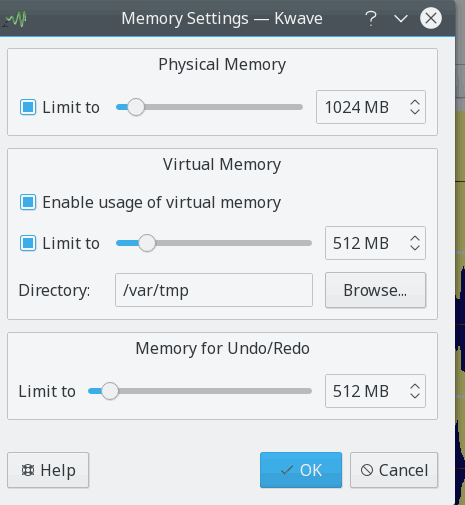 Memory Settings — Kwave
Physical Memory
Limit to 1024 MB
Virtual Memory
Enable usage of virtual memory
Limit to 512 MB
Directory: /var/tmp Browse...
Memory for Undo/Redo
Limit to 512 MB
Help OK Cancel